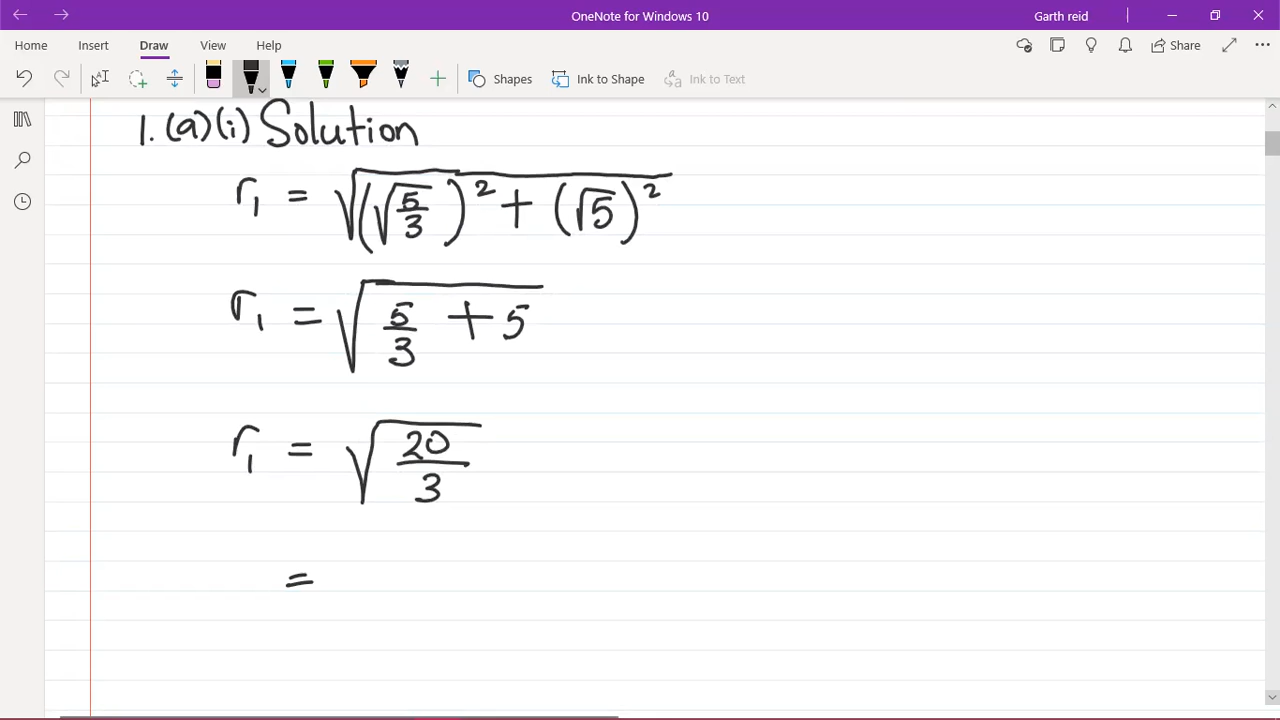 OneNote for Windows 10
Garth reid
Home Insert Draw View Help
Share
Shapes
Ink to Shape
Ink to Text
1. (a)(i) Solution
r₁ = √((√(5/3))² + (√5)²)
r₁ = √(5/3 + 5)
r₁ = √(20/3)
=